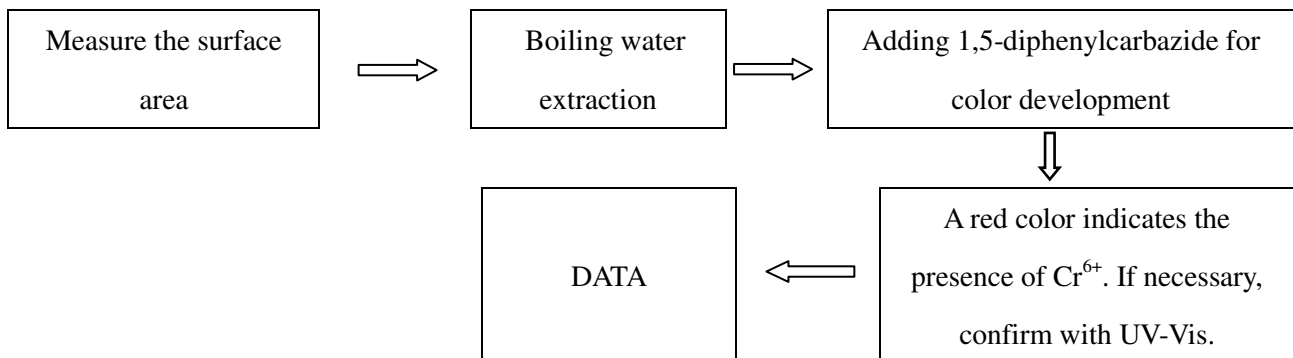 Measure the surface
area
Boiling water
extraction
Adding 1,5-diphenylcarbazide for
color development
A red color indicates the
presence of Cr⁶⁺. If necessary,
confirm with UV-Vis.
DATA